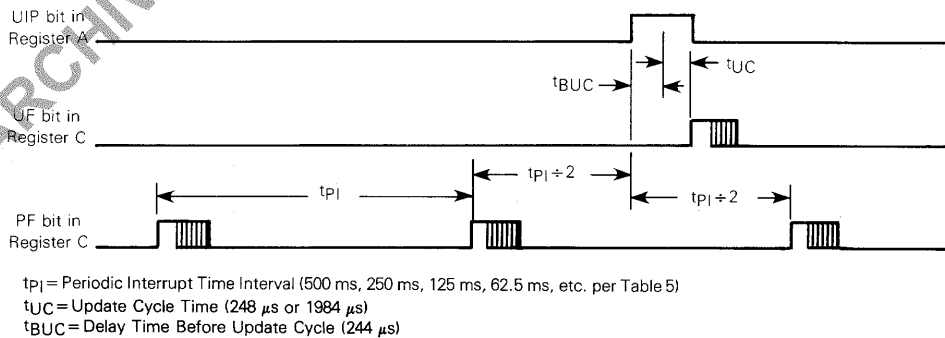 UIP bit in
Register A
ARCHIV
tUC
tBUC
UF bit in
Register C
tPI
tPI÷2
tPI÷2
PF bit in
Register C
tPI = Periodic Interrupt Time Interval (500 ms, 250 ms, 125 ms, 62.5 ms, etc. per Table 5)
tUC = Update Cycle Time (248 μs or 1984 μs)
tBUC = Delay Time Before Update Cycle (244 μs)